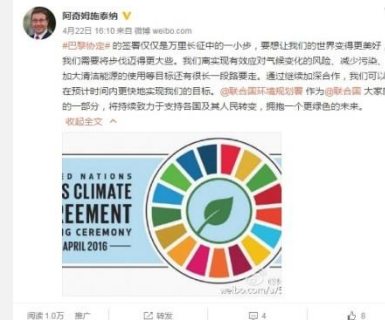 阿奇姆施泰纳
4月22日 16:10 来自 微博 weibo.com
#巴黎协定# 的签署仅仅是万里长征中的一小步，要想让我们的世界变得更美好，
我们需要将步伐迈得更大些。我们离实现有效应对气候变化的风险、减少污染、
加大清洁能源的使用等目标还有很长一段路要走。通过继续加深合作，我们可以
在预计时间内更快地实现我们的目标。@联合国环境规划署 作为@联合国 大家庭
的一部分，将持续致力于支持各国及其人民转变，拥抱一个更绿色的未来。
收起全文
ED NATIONS
S CLIMATE
REEMENT
NG CEREMONY
APRIL 2016
weibo.com/u/5
阅读 1.0万 推广 转发 4 8